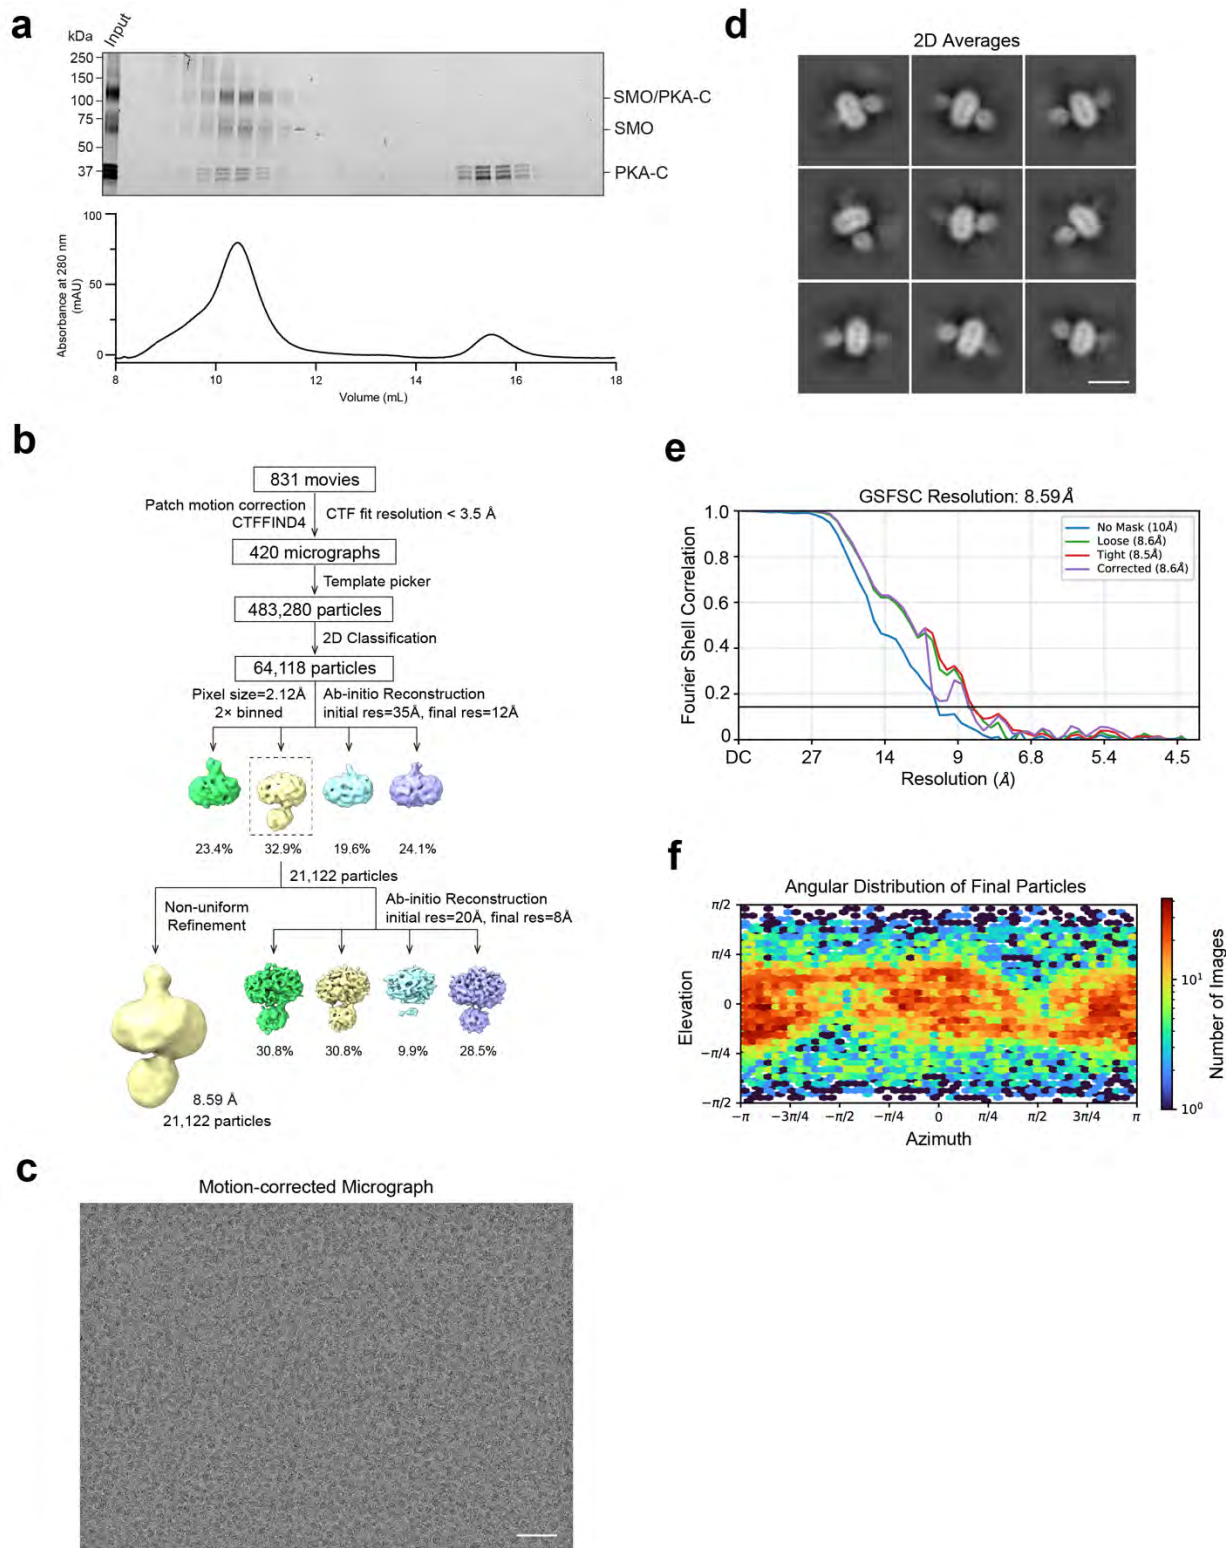 a
kDa
Input
250
150
100
75
50
37
SMO/PKA-C
SMO
PKA-C
100
50
0
Absorbance at 280 nm
(mAU)
8 10 12 14 16 18
Volume (mL)
b
831 movies
Patch motion correction
CTFFIND4
CTF fit resolution < 3.5 Å
420 micrographs
Template picker
483,280 particles
2D Classification
64,118 particles
Pixel size=2.12Å
2× binned
Ab-initio Reconstruction
initial res=35Å, final res=12Å
23.4% 32.9% 19.6% 24.1%
21,122 particles
Non-uniform
Refinement
Ab-initio Reconstruction
initial res=20Å, final res=8Å
30.8% 30.8% 9.9% 28.5%
8.59 Å
21,122 particles
c
Motion-corrected Micrograph
d
2D Averages
e
GSFSC Resolution: 8.59Å
No Mask (10Å)
Loose (8.6Å)
Tight (8.5Å)
Corrected (8.6Å)
1.0
0.8
0.6
0.4
0.2
0
Fourier Shell Correlation
DC 27 14 9 6.8 5.4 4.5
Resolution (Å)
f
Angular Distribution of Final Particles
π/2
π/4
0
−π/4
−π/2
Elevation
−π −3π/4 −π/2 −π/4 0 π/4 π/2 3π/4 π
Azimuth
10¹
10⁰
Number of Images